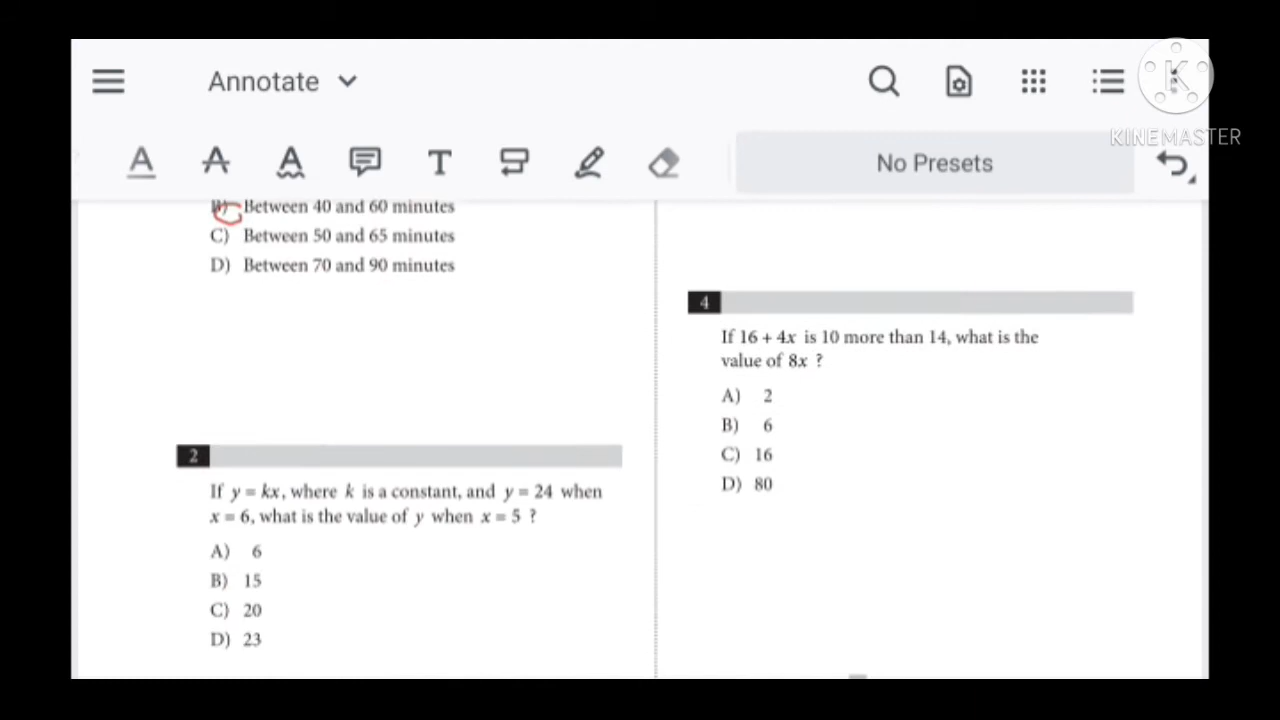 Annotate
KINEMASTER
A A A T
No Presets
B) Between 40 and 60 minutes
C) Between 50 and 65 minutes
D) Between 70 and 90 minutes
2
If y = kx, where k is a constant, and y = 24 when
x = 6, what is the value of y when x = 5 ?
A) 6
B) 15
C) 20
D) 23
4
If 16 + 4x is 10 more than 14, what is the
value of 8x ?
A) 2
B) 6
C) 16
D) 80